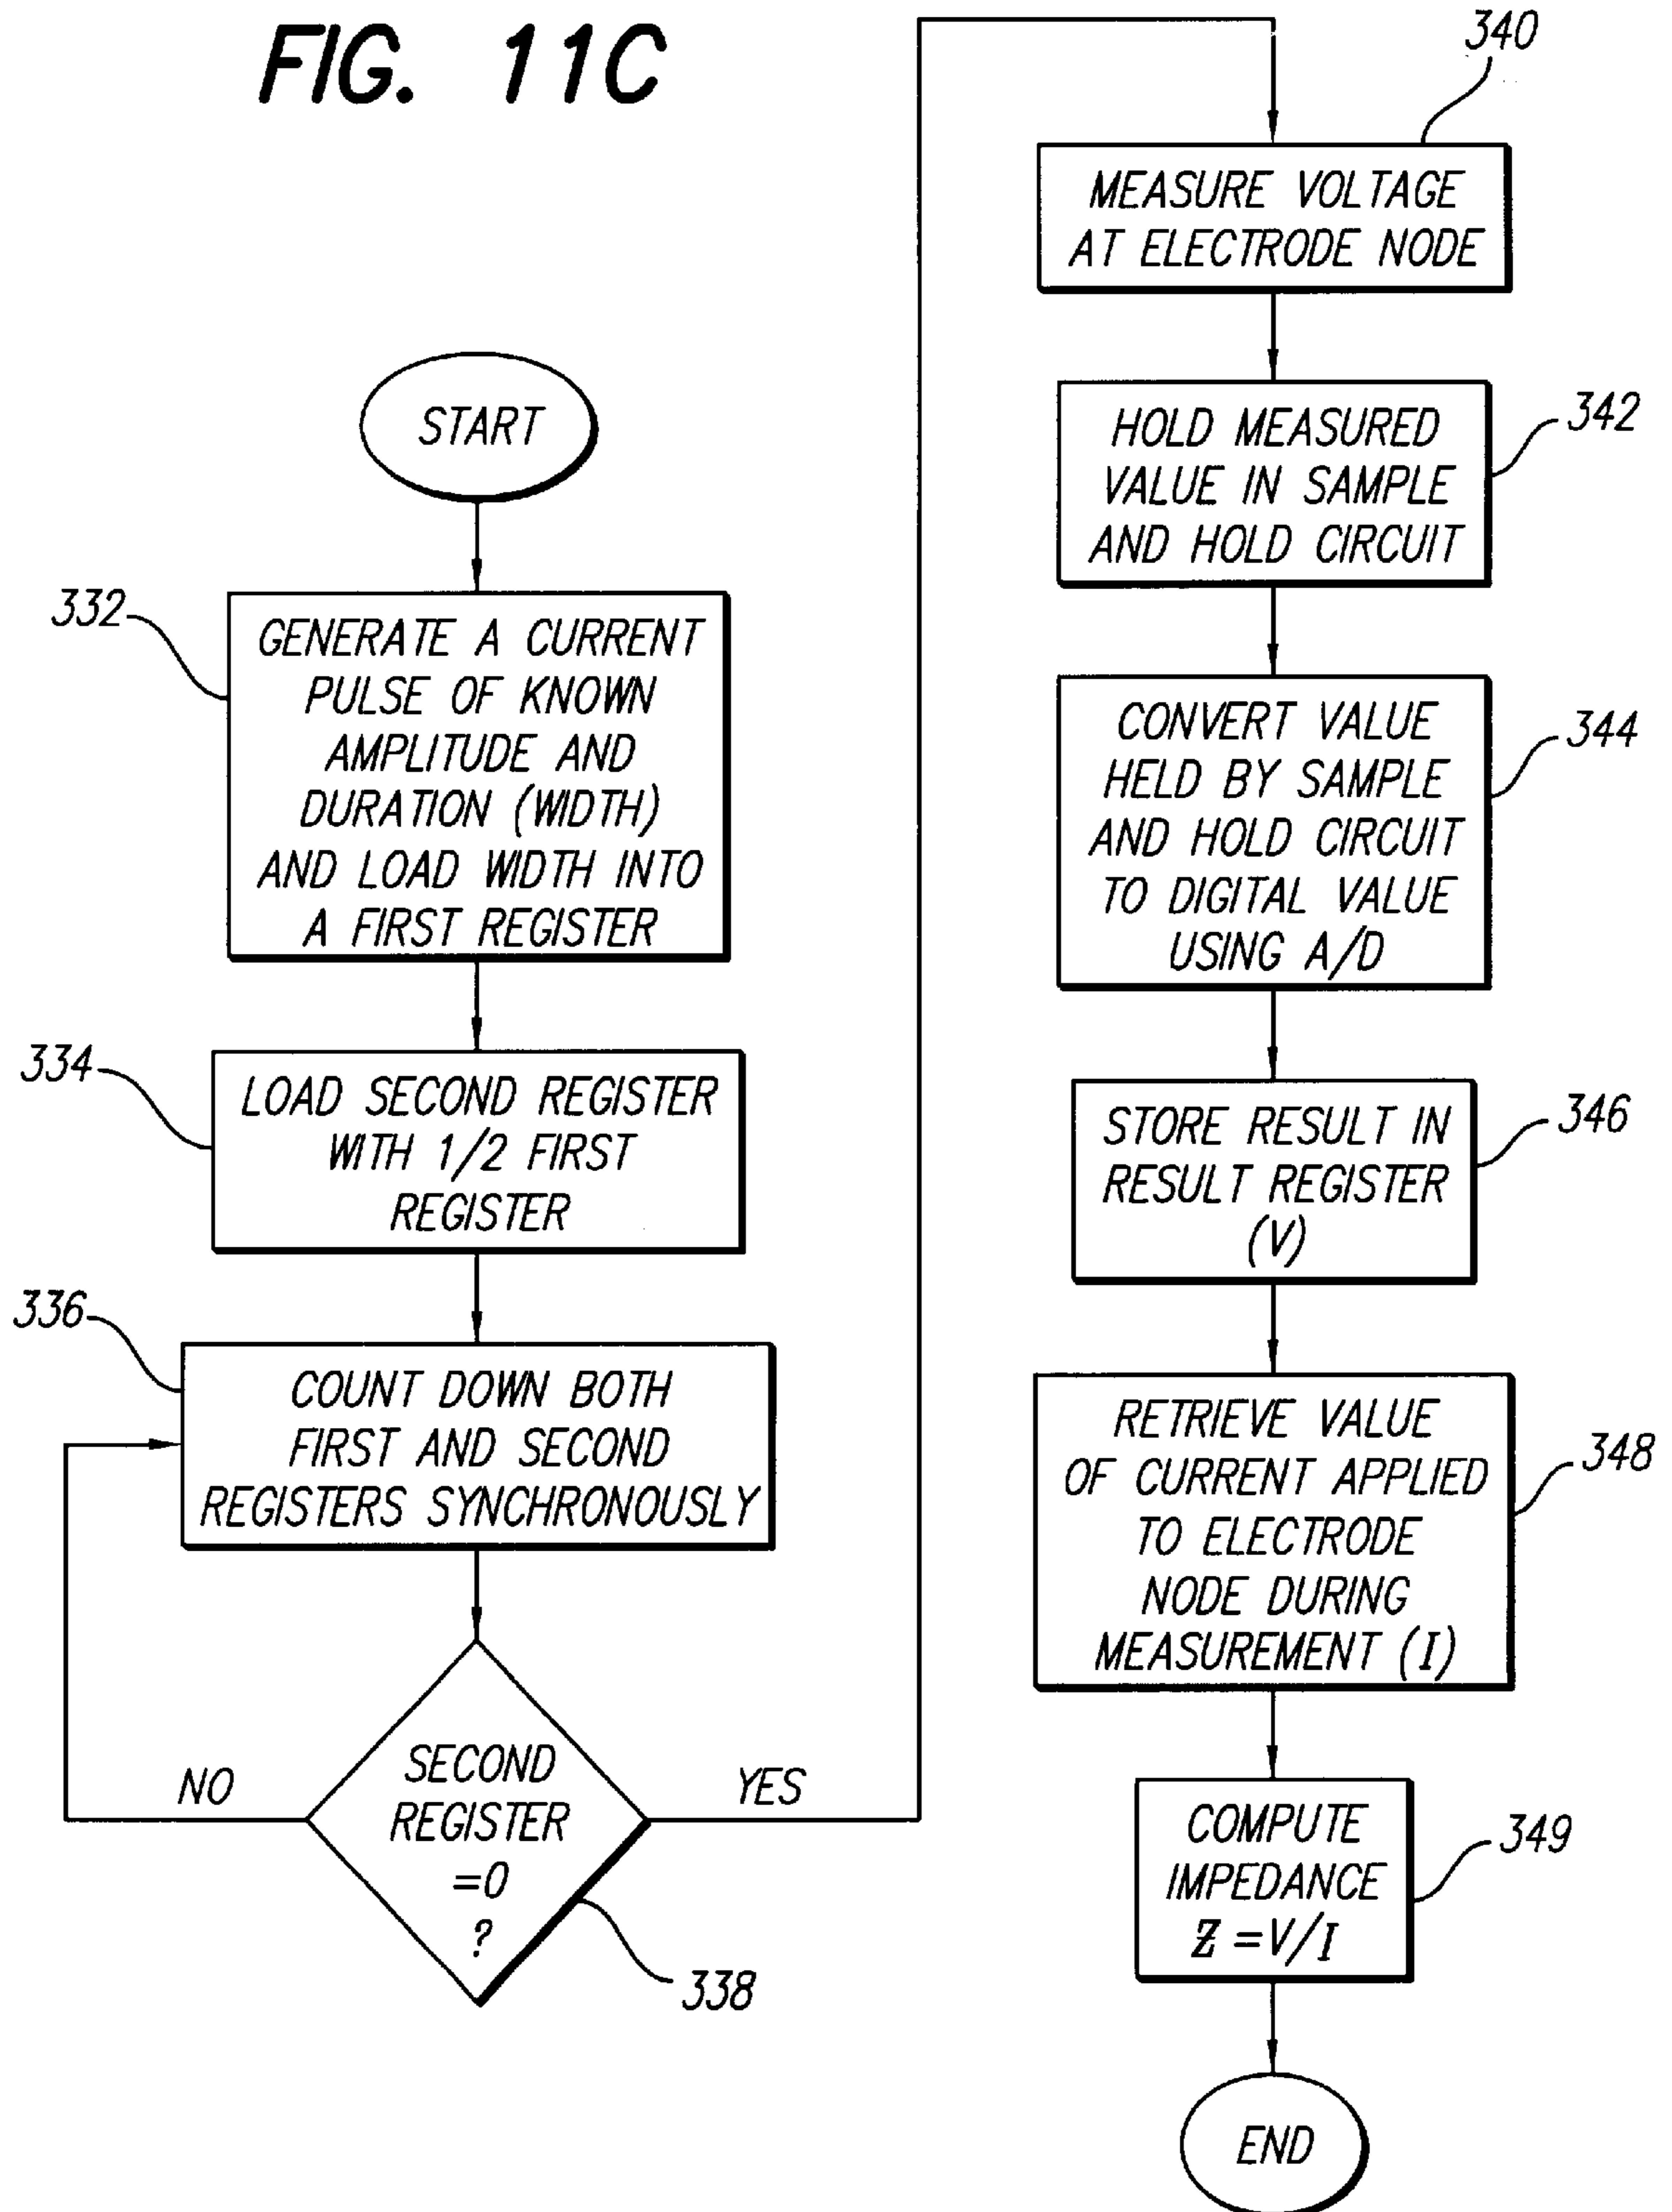 FIG. 11C
START
332
GENERATE A CURRENT
PULSE OF KNOWN
AMPLITUDE AND
DURATION (WIDTH)
AND LOAD WIDTH INTO
A FIRST REGISTER
334
LOAD SECOND REGISTER
WITH 1/2 FIRST
REGISTER
336
COUNT DOWN BOTH
FIRST AND SECOND
REGISTERS SYNCHRONOUSLY
SECOND
REGISTER
=0
?
NO
YES
338
340
MEASURE VOLTAGE
AT ELECTRODE NODE
342
HOLD MEASURED
VALUE IN SAMPLE
AND HOLD CIRCUIT
344
CONVERT VALUE
HELD BY SAMPLE
AND HOLD CIRCUIT
TO DIGITAL VALUE
USING A/D
346
STORE RESULT IN
RESULT REGISTER
(V)
348
RETRIEVE VALUE
OF CURRENT APPLIED
TO ELECTRODE
NODE DURING
MEASUREMENT (I)
349
COMPUTE
IMPEDANCE
Z=V/I
END